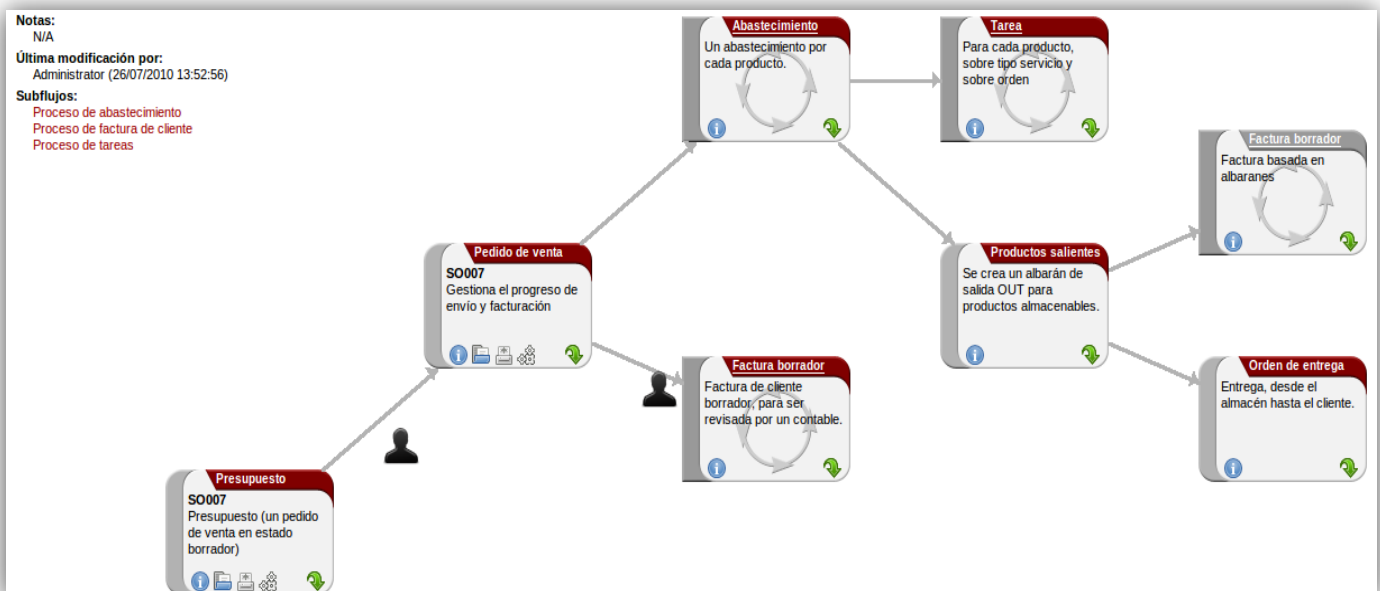 Notas:
N/A
Última modificación por:
Administrator (26/07/2010 13:52:56)
Subflujos:
Proceso de abastecimiento
Proceso de factura de cliente
Proceso de tareas
Abastecimiento
Un abastecimiento por
cada producto.
Tarea
Para cada producto,
sobre tipo servicio y
sobre orden
Factura borrador
Factura basada en
albaranes
Pedido de venta
SO007
Gestiona el progreso de
envío y facturación
Productos salientes
Se crea un albarán de
salida OUT para
productos almacenables.
Factura borrador
Factura de cliente
borrador, para ser
revisada por un contable.
Orden de entrega
Entrega, desde el
almacén hasta el cliente.
Presupuesto
SO007
Presupuesto (un pedido
de venta en estado
borrador)